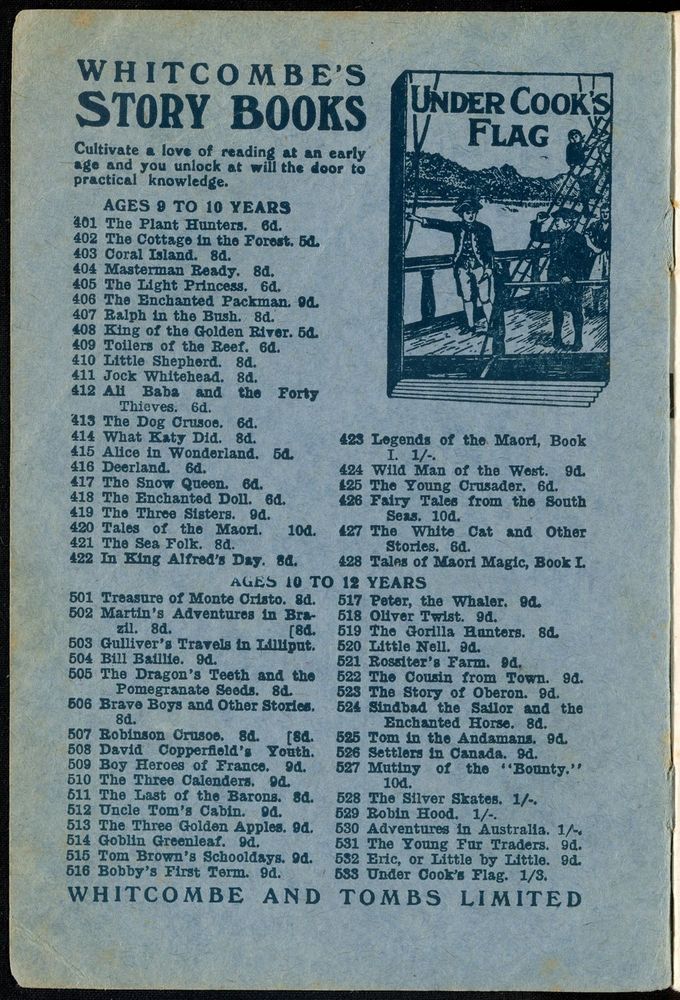 WHITCOMBE'S
STORY BOOKS
Cultivate a love of reading at an early
age and you unlock at will the door to
practical knowledge.
UNDER COOK'S
FLAG
AGES 9 TO 10 YEARS
401 The Plant Hunters. 6d.
402 The Cottage in the Forest. 5d.
403 Coral Island. 8d.
404 Masterman Ready. 8d.
405 The Light Princess. 6d.
406 The Enchanted Packman. 9d.
407 Ralph in the Bush. 8d.
408 King of the Golden River. 5d.
409 Toilers of the Reef. 6d.
410 Little Shepherd. 8d.
411 Jock Whitehead. 8d.
412 Ali Baba and the Forty
Thieves. 6d.
413 The Dog Crusoe. 6d.
414 What Katy Did. 8d.
415 Alice in Wonderland. 5d.
416 Deerland. 6d.
417 The Snow Queen. 6d.
418 The Enchanted Doll. 6d.
419 The Three Sisters. 9d.
420 Tales of the Maori. 10d.
421 The Sea Folk. 8d.
422 In King Alfred's Day. 8d.
423 Legends of the Maori, Book
I. 1/-.
424 Wild Man of the West. 9d.
425 The Young Crusader. 6d.
426 Fairy Tales from the South
Seas. 10d.
427 The White Cat and Other
Stories. 6d.
428 Tales of Maori Magic, Book I.
AGES 10 TO 12 YEARS
501 Treasure of Monte Cristo. 8d.
502 Martin's Adventures in Bra-
zil. 8d. [8d.
503 Gulliver's Travels in Lilliput.
504 Bill Baillie. 9d.
505 The Dragon's Teeth and the
Pomegranate Seeds. 8d.
506 Brave Boys and Other Stories.
8d.
507 Robinson Crusoe. 8d. [8d.
508 David Copperfield's Youth.
509 Boy Heroes of France. 9d.
510 The Three Calenders. 9d.
511 The Last of the Barons. 8d.
512 Uncle Tom's Cabin. 9d.
513 The Three Golden Apples. 9d.
514 Goblin Greenleaf. 9d.
515 Tom Brown's Schooldays. 9d.
516 Bobby's First Term. 9d.
517 Peter, the Whaler. 9d.
518 Oliver Twist. 9d.
519 The Gorilla Hunters. 8d.
520 Little Nell. 9d.
521 Rossiter's Farm. 9d.
522 The Cousin from Town. 9d.
523 The Story of Oberon. 9d.
524 Sindbad the Sailor and the
Enchanted Horse. 8d.
525 Tom in the Andamans. 9d.
526 Settlers in Canada. 9d.
527 Mutiny of the "Bounty."
10d.
528 The Silver Skates. 1/-.
529 Robin Hood. 1/-.
530 Adventures in Australia. 1/-.
531 The Young Fur Traders. 9d.
532 Eric, or Little by Little. 9d.
533 Under Cook's Flag. 1/3.
WHITCOMBE AND TOMBS LIMITED